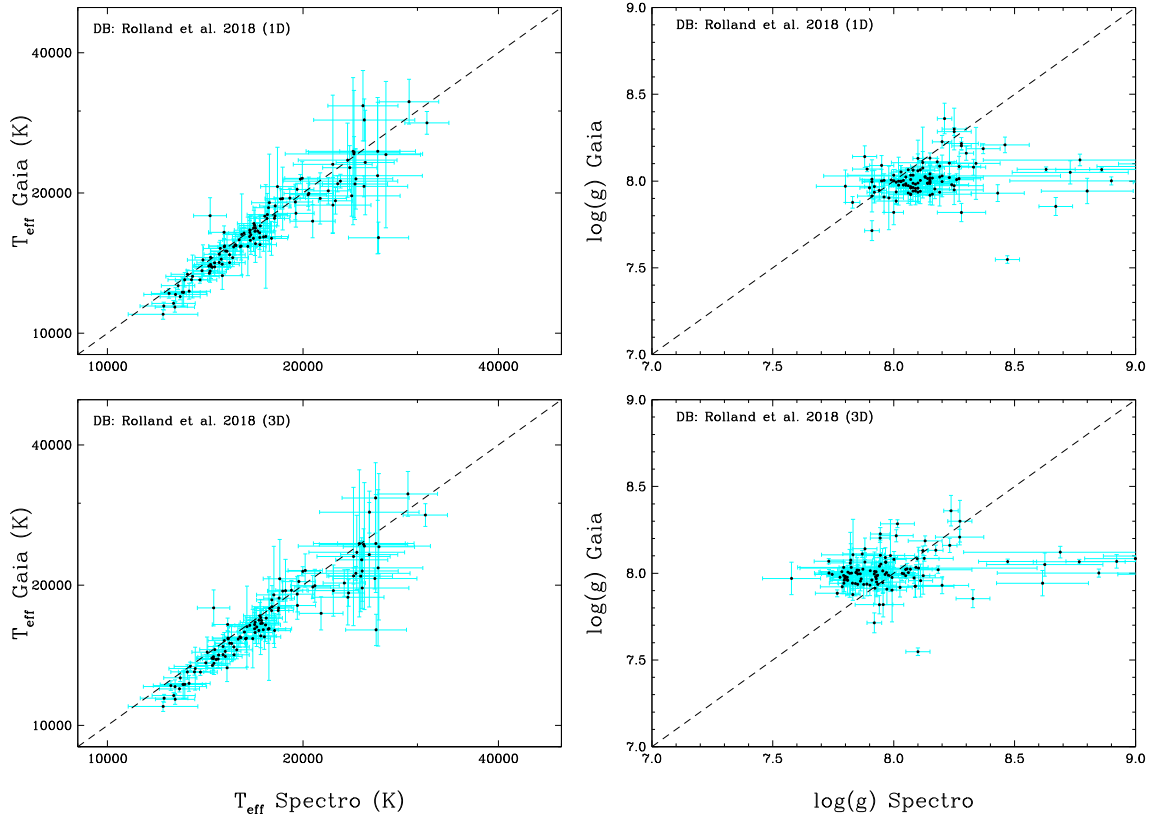 DB: Rolland et al. 2018 (1D)
40000
20000
10000
T_eff Gaia (K)
10000 20000 40000
DB: Rolland et al. 2018 (1D)
9.0
8.5
8.0
7.5
7.0
log(g) Gaia
7.0 7.5 8.0 8.5 9.0
DB: Rolland et al. 2018 (3D)
40000
20000
10000
T_eff Gaia (K)
10000 20000 40000
T_eff Spectro (K)
DB: Rolland et al. 2018 (3D)
9.0
8.5
8.0
7.5
7.0
log(g) Gaia
7.0 7.5 8.0 8.5 9.0
log(g) Spectro